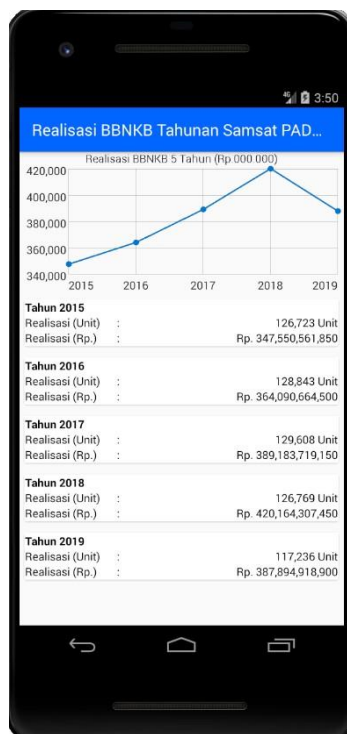 4G 3:50
Realisasi BBNKB Tahunan Samsat PAD...
Realisasi BBNKB 5 Tahun (Rp.000.000)
420,000
400,000
380,000
360,000
340,000
2015 2016 2017 2018 2019
Tahun 2015
Realisasi (Unit) : 126,723 Unit
Realisasi (Rp.) : Rp. 347,550,561,850
Tahun 2016
Realisasi (Unit) : 128,843 Unit
Realisasi (Rp.) : Rp. 364,090,664,500
Tahun 2017
Realisasi (Unit) : 129,608 Unit
Realisasi (Rp.) : Rp. 389,183,719,150
Tahun 2018
Realisasi (Unit) : 126,769 Unit
Realisasi (Rp.) : Rp. 420,164,307,450
Tahun 2019
Realisasi (Unit) : 117,236 Unit
Realisasi (Rp.) : Rp. 387,894,918,900